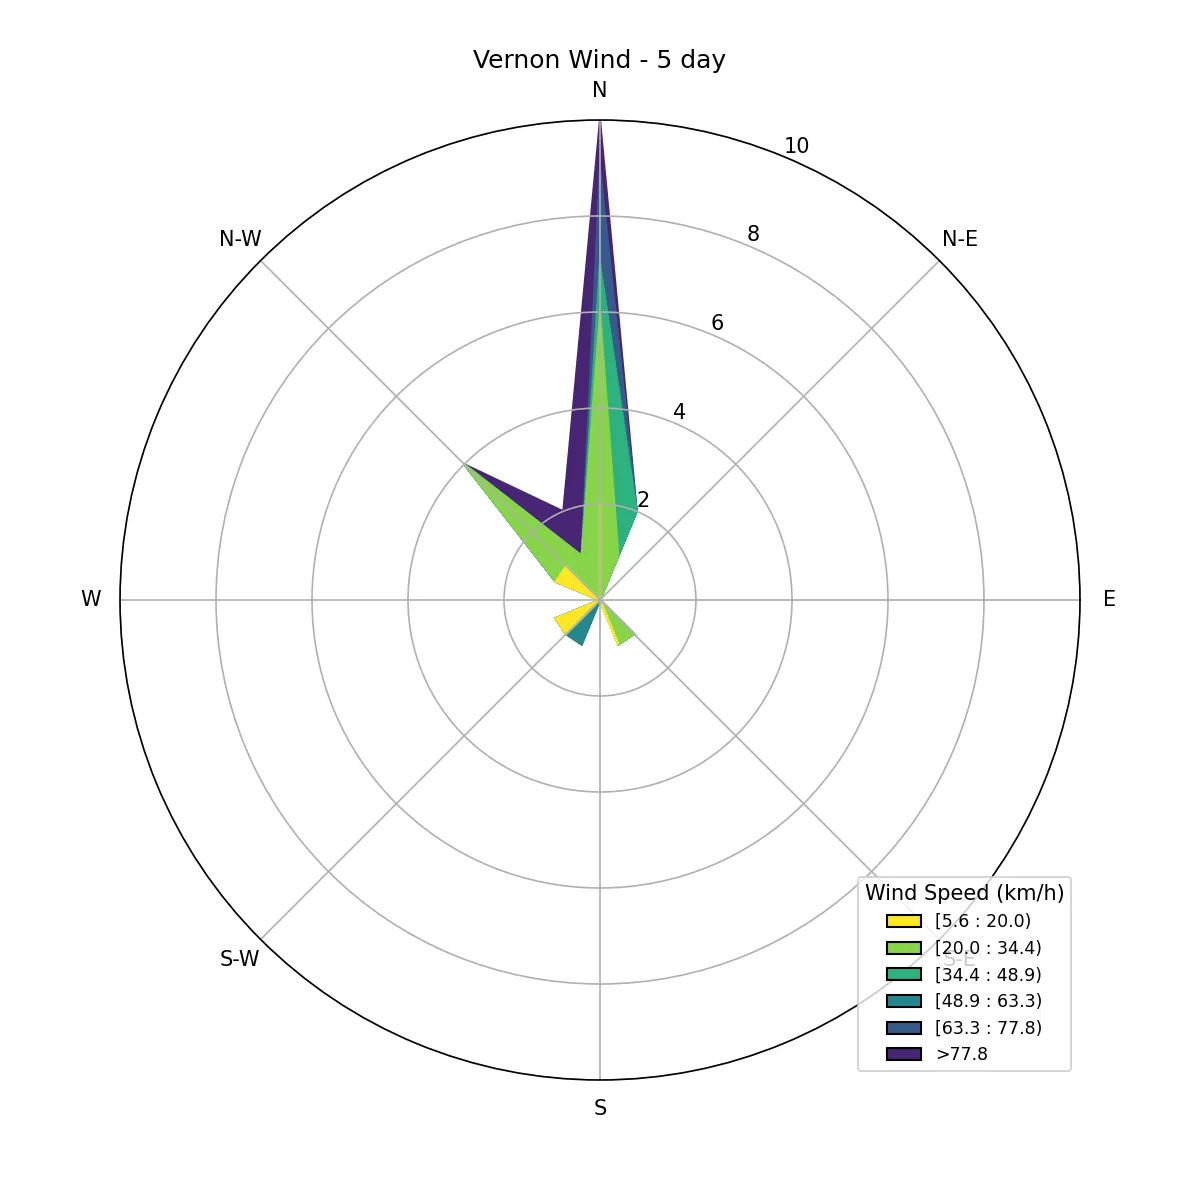 Vernon Wind - 5 day
N
10
N-W
8
N-E
6
4
2
W
E
Wind Speed (km/h)
[5.6 : 20.0)
[20.0 : 34.4)
S-W
S-E
[34.4 : 48.9)
[48.9 : 63.3)
[63.3 : 77.8)
>77.8
S